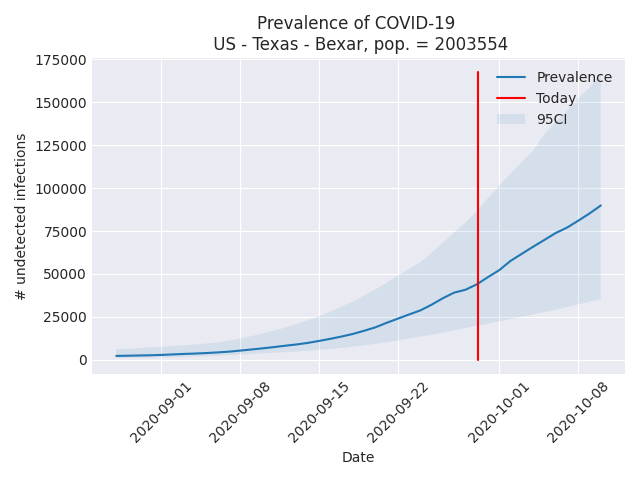 Prevalence of COVID-19
US - Texas - Bexar, pop. = 2003554
175000
150000
125000
100000
75000
50000
25000
0
# undetected infections
Prevalence
Today
95CI
2020-09-01
2020-09-08
2020-09-15
2020-09-22
2020-10-01
2020-10-08
Date